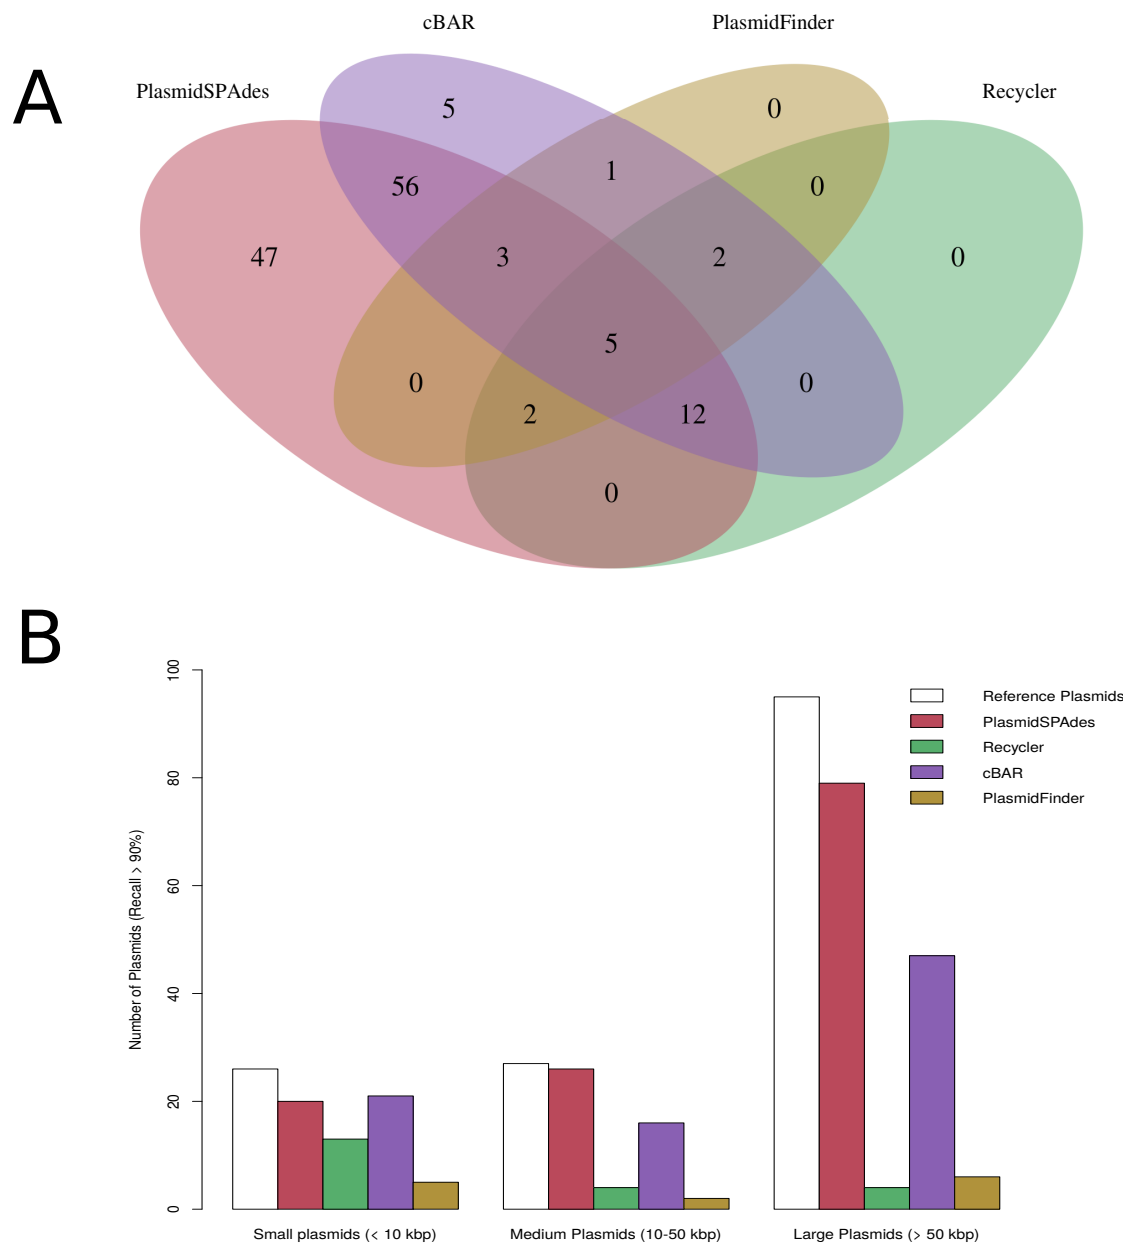 A
cBAR
PlasmidFinder
PlasmidSPAdes
Recycler
5
0
56
1
0
47
3
2
0
5
0
0
2
12
0
B
Number of Plasmids (Recall > 90%)
100
80
60
40
20
0
Reference Plasmids
PlasmidSPAdes
Recycler
cBAR
PlasmidFinder
Small plasmids (< 10 kbp)
Medium Plasmids (10-50 kbp)
Large Plasmids (> 50 kbp)